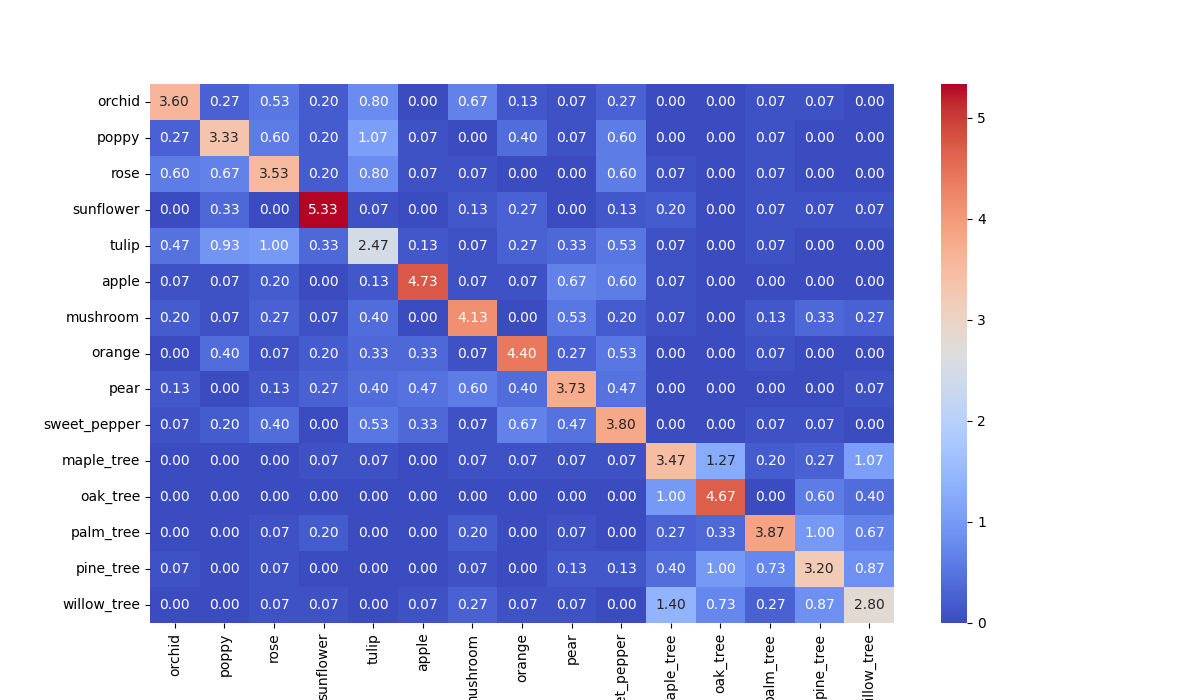 orchid 3.60 0.27 0.53 0.20 0.80 0.00 0.67 0.13 0.07 0.27 0.00 0.00 0.07 0.07 0.00
poppy 0.27 3.33 0.60 0.20 1.07 0.07 0.00 0.40 0.07 0.60 0.00 0.00 0.07 0.00 0.00
rose 0.60 0.67 3.53 0.20 0.80 0.07 0.07 0.00 0.00 0.60 0.07 0.00 0.07 0.00 0.00
sunflower 0.00 0.33 0.00 5.33 0.07 0.00 0.13 0.27 0.00 0.13 0.20 0.00 0.07 0.07 0.07
tulip 0.47 0.93 1.00 0.33 2.47 0.13 0.07 0.27 0.33 0.53 0.07 0.00 0.07 0.00 0.00
apple 0.07 0.07 0.20 0.00 0.13 4.73 0.07 0.07 0.67 0.60 0.07 0.00 0.00 0.00 0.00
mushroom 0.20 0.07 0.27 0.07 0.40 0.00 4.13 0.00 0.53 0.20 0.07 0.00 0.13 0.33 0.27
orange 0.00 0.40 0.07 0.20 0.33 0.33 0.07 4.40 0.27 0.53 0.00 0.00 0.07 0.00 0.00
pear 0.13 0.00 0.13 0.27 0.40 0.47 0.60 0.40 3.73 0.47 0.00 0.00 0.00 0.00 0.07
sweet_pepper 0.07 0.20 0.40 0.00 0.53 0.33 0.07 0.67 0.47 3.80 0.00 0.00 0.07 0.07 0.00
maple_tree 0.00 0.00 0.00 0.07 0.07 0.00 0.07 0.07 0.07 0.07 3.47 1.27 0.20 0.27 1.07
oak_tree 0.00 0.00 0.00 0.00 0.00 0.00 0.00 0.00 0.00 0.00 1.00 4.67 0.00 0.60 0.40
palm_tree 0.00 0.00 0.07 0.20 0.00 0.00 0.20 0.00 0.07 0.00 0.27 0.33 3.87 1.00 0.67
pine_tree 0.07 0.00 0.07 0.00 0.00 0.00 0.07 0.00 0.13 0.13 0.40 1.00 0.73 3.20 0.87
willow_tree 0.00 0.00 0.07 0.07 0.00 0.07 0.27 0.07 0.07 0.00 1.40 0.73 0.27 0.87 2.80
orchid
poppy
rose
sunflower
tulip
apple
ushroom
orange
pear
et_pepper
aple_tree
oak_tree
alm_tree
pine_tree
illow_tree
5
4
3
2
1
0